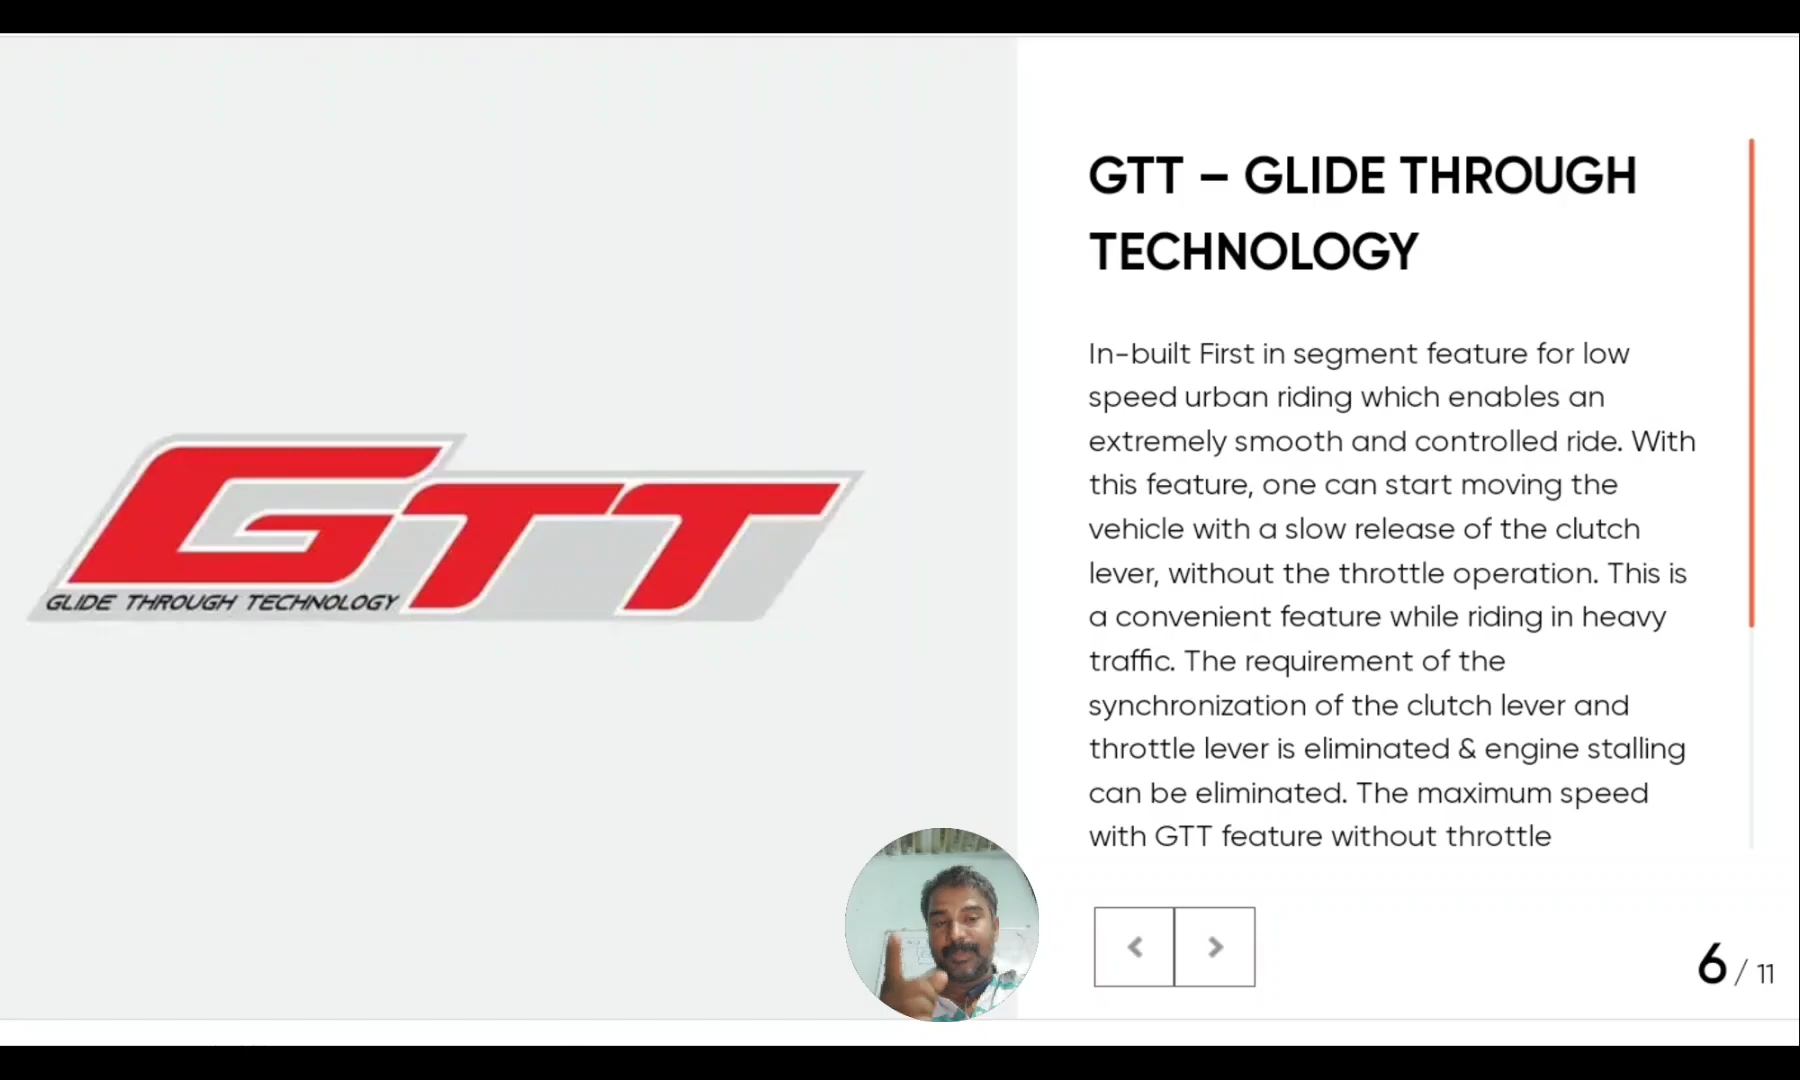 GTT
GLIDE THROUGH TECHNOLOGY
GTT – GLIDE THROUGH
TECHNOLOGY
In-built First in segment feature for low
speed urban riding which enables an
extremely smooth and controlled ride. With
this feature, one can start moving the
vehicle with a slow release of the clutch
lever, without the throttle operation. This is
a convenient feature while riding in heavy
traffic. The requirement of the
synchronization of the clutch lever and
throttle lever is eliminated & engine stalling
can be eliminated. The maximum speed
with GTT feature without throttle
6 / 11